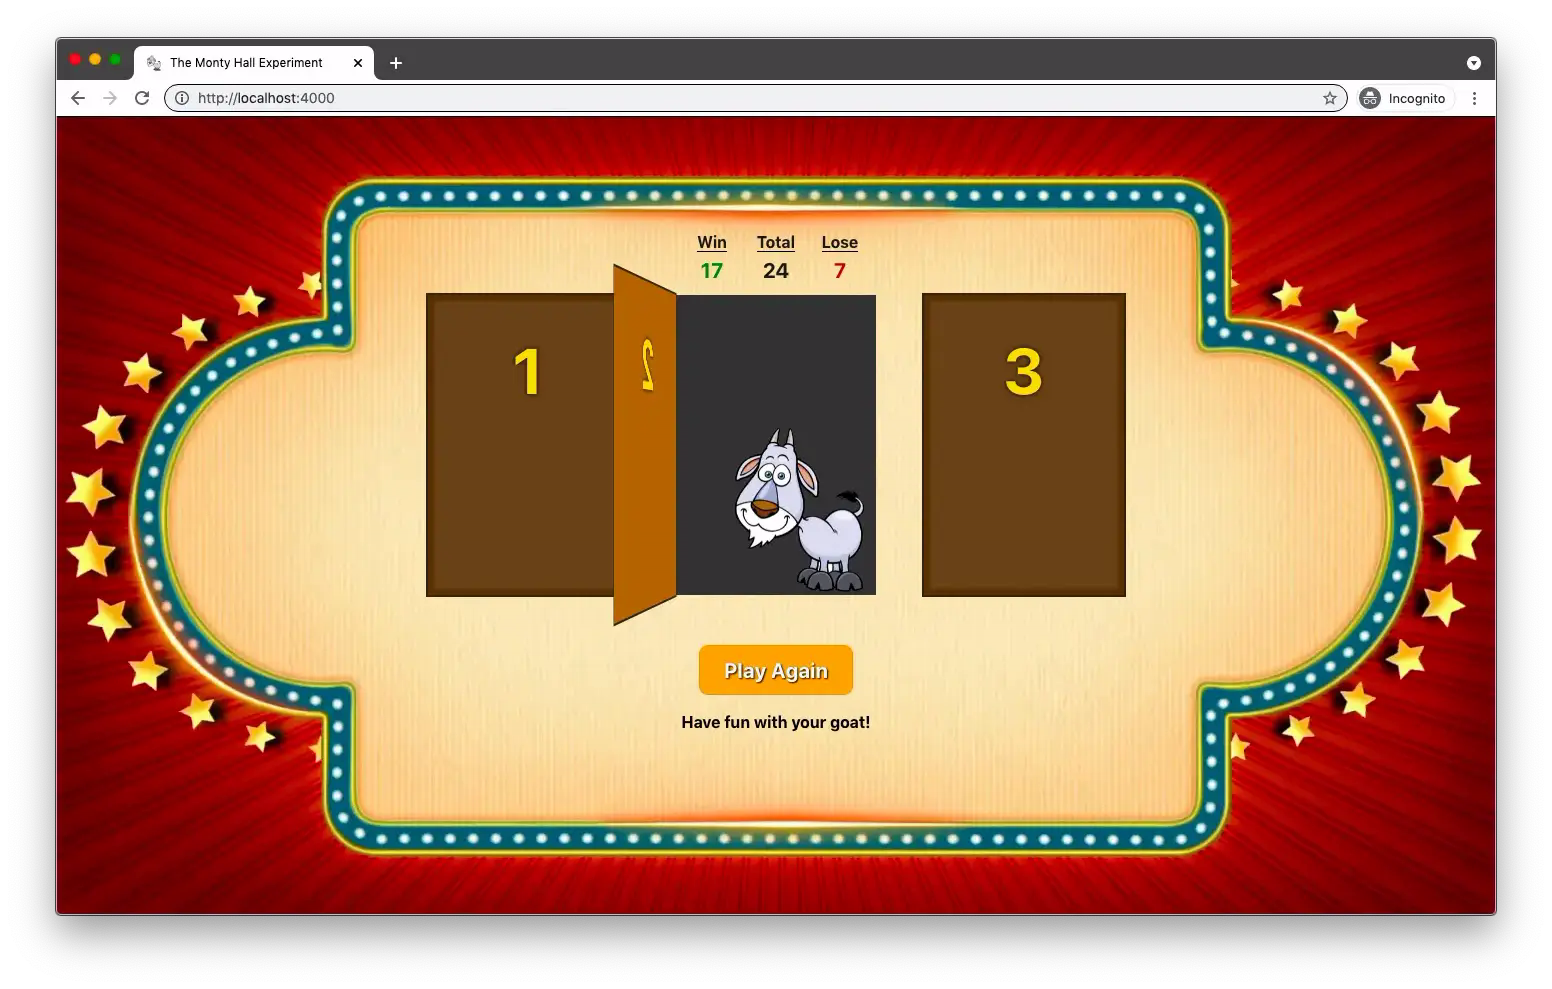 The Monty Hall Experiment
http://localhost:4000
Incognito
Win Total Lose
17 24 7
1 2 3
Play Again
Have fun with your goat!